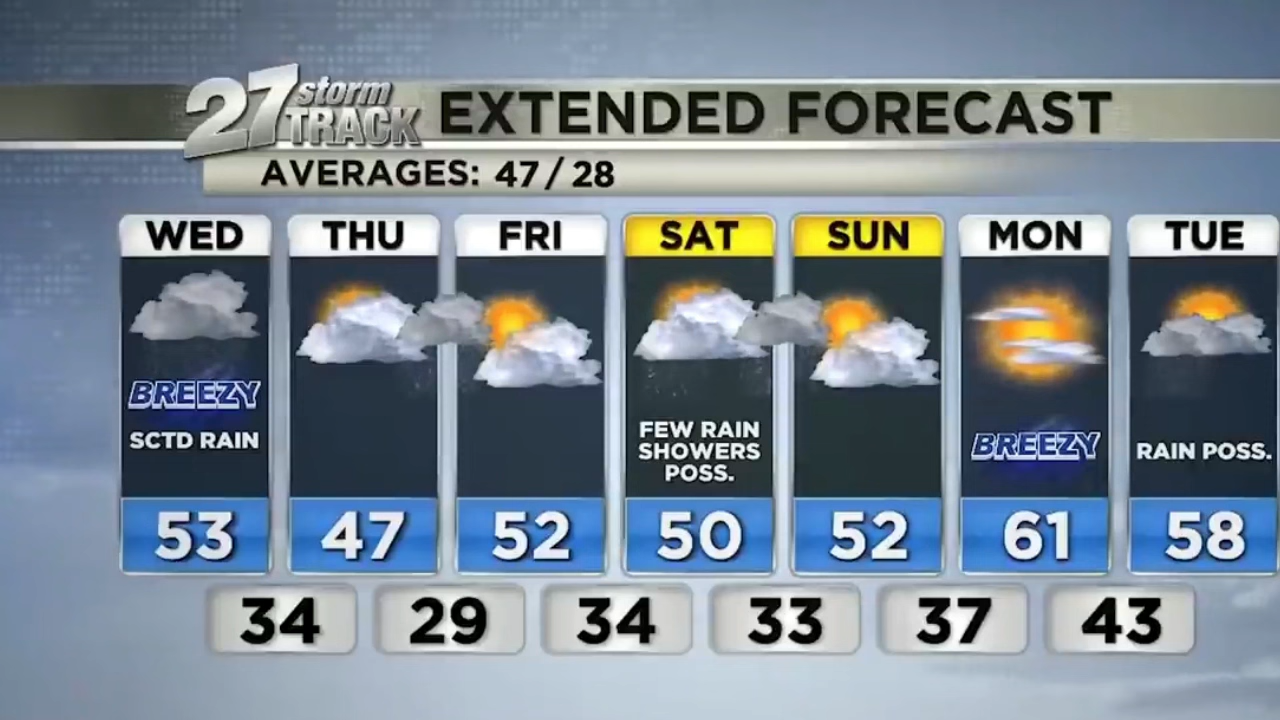 27 storm TRACK EXTENDED FORECAST
AVERAGES: 47/28
WED THU FRI SAT SUN MON TUE
BREEZY
SCTD RAIN
FEW RAIN
SHOWERS
POSS.
BREEZY
RAIN POSS.
53 47 52 50 52 61 58
34 29 34 33 37 43